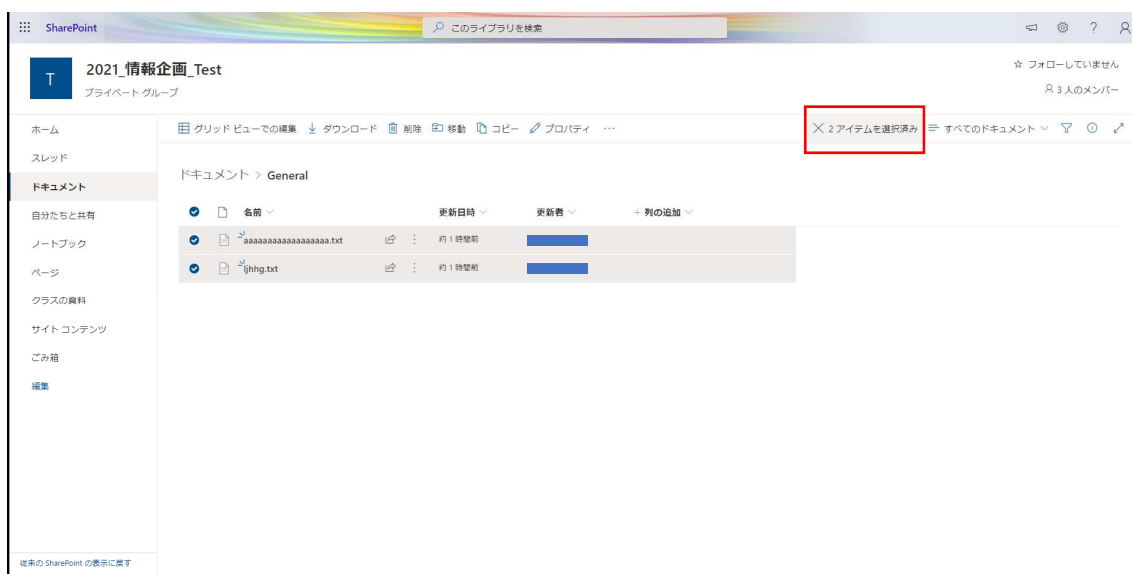 SharePoint
このライブラリを検索
?
T
2021_情報企画_Test
プライベート グループ
☆ フォローしていません
3 人のメンバー
ホーム
スレッド
ドキュメント
自分たちと共有
ノートブック
ページ
クラスの資料
サイト コンテンツ
ごみ箱
編集
グリッド ビューでの編集 ダウンロード 削除 移動 コピー プロパティ …
× 2 アイテムを選択済み すべてのドキュメント
ドキュメント > General
名前 更新日時 更新者 + 列の追加
aaaaaaaaaaaaaaaaaa.txt 約 1 時間前
ljhhg.txt 約 1 時間前
従来の SharePoint の表示に戻す